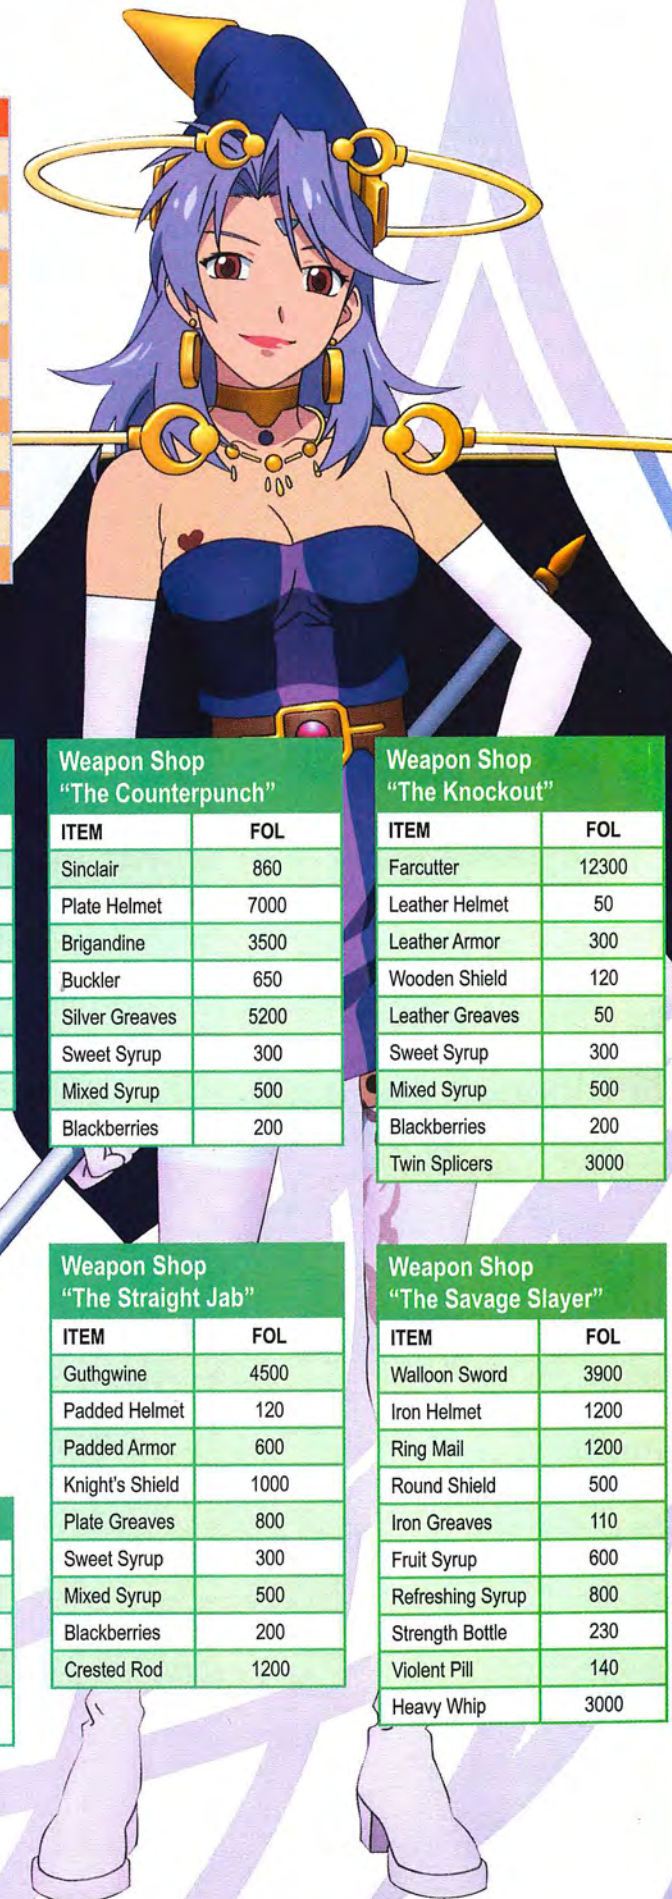 Weapon Shop
“The Counterpunch”
ITEM FOL
Sinclair 860
Plate Helmet 7000
Brigandine 3500
Buckler 650
Silver Greaves 5200
Sweet Syrup 300
Mixed Syrup 500
Blackberries 200
Weapon Shop
“The Knockout”
ITEM FOL
Farcutter 12300
Leather Helmet 50
Leather Armor 300
Wooden Shield 120
Leather Greaves 50
Sweet Syrup 300
Mixed Syrup 500
Blackberries 200
Twin Splicers 3000
Weapon Shop
“The Straight Jab”
ITEM FOL
Guthgwine 4500
Padded Helmet 120
Padded Armor 600
Knight's Shield 1000
Plate Greaves 800
Sweet Syrup 300
Mixed Syrup 500
Blackberries 200
Crested Rod 1200
Weapon Shop
“The Savage Slayer”
ITEM FOL
Walloon Sword 3900
Iron Helmet 1200
Ring Mail 1200
Round Shield 500
Iron Greaves 110
Fruit Syrup 600
Refreshing Syrup 800
Strength Bottle 230
Violent Pill 140
Heavy Whip 3000